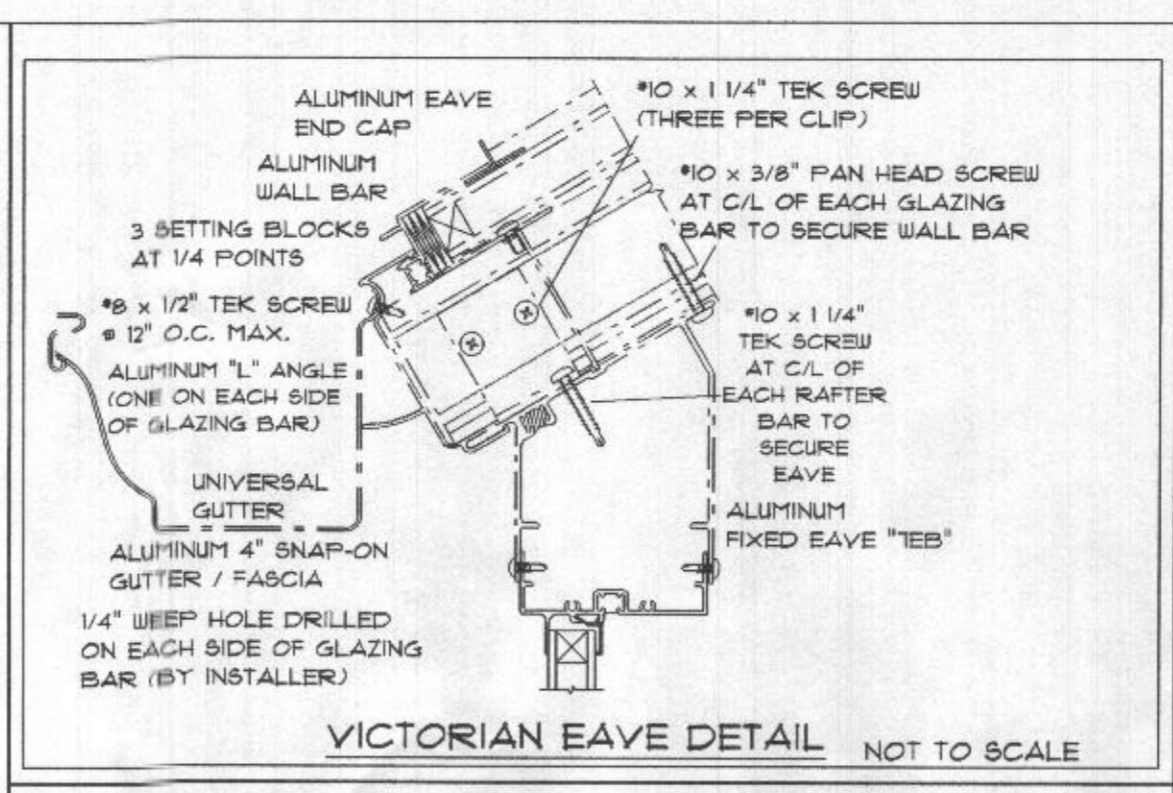 ALUMINUM EAVE
END CAP
ALUMINUM
WALL BAR
3 SETTING BLOCKS
AT 1/4 POINTS
#8 x 1/2" TEK SCREW
@ 12" O.C. MAX.
ALUMINUM "L" ANGLE
(ONE ON EACH SIDE
OF GLAZING BAR)
UNIVERSAL
GUTTER
ALUMINUM 4" SNAP-ON
GUTTER / FASCIA
1/4" WEEP HOLE DRILLED
ON EACH SIDE OF GLAZING
BAR (BY INSTALLER)
#10 x 1 1/4" TEK SCREW
(THREE PER CLIP)
#10 x 3/8" PAN HEAD SCREW
AT C/L OF EACH GLAZING
BAR TO SECURE WALL BAR
#10 x 1 1/4"
TEK SCREW
AT C/L OF
EACH RAFTER
BAR TO
SECURE
EAVE
ALUMINUM
FIXED EAVE "1EB"
VICTORIAN EAVE DETAIL
NOT TO SCALE